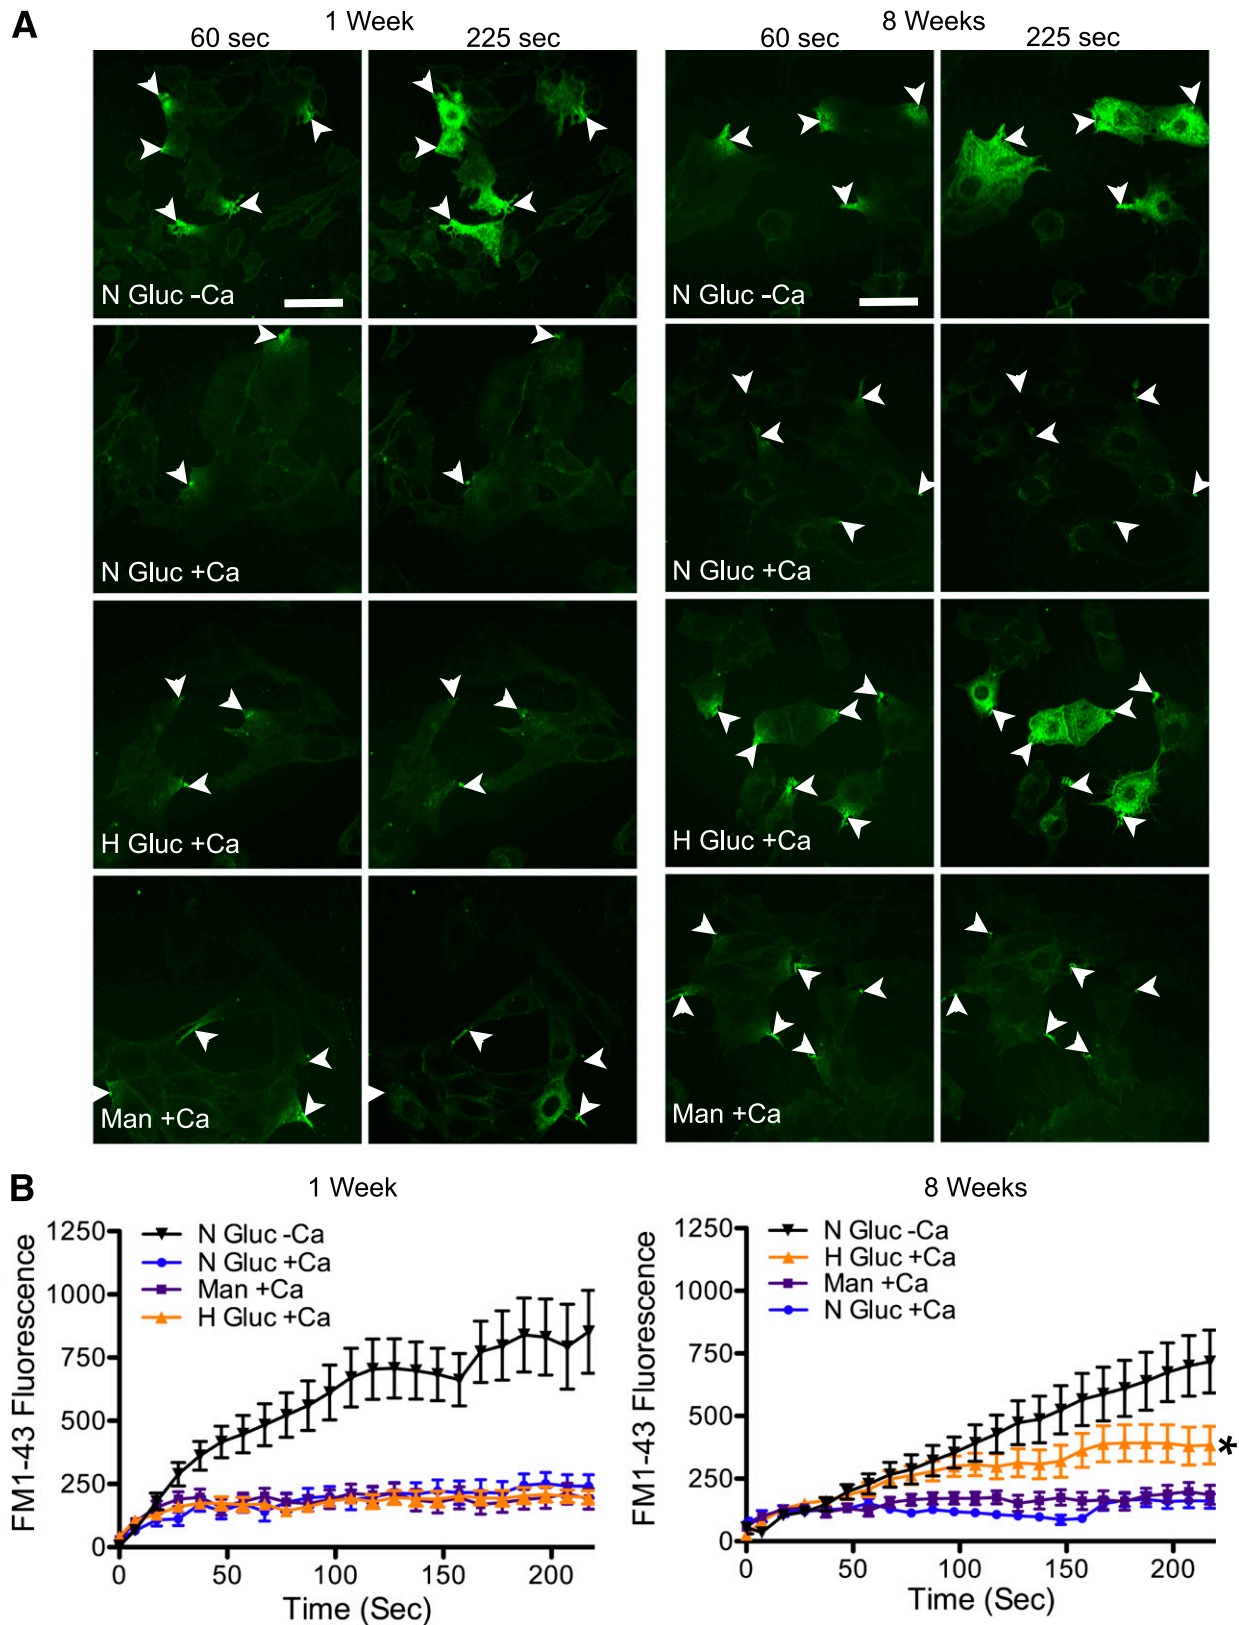 A
1 Week
8 Weeks
60 sec
225 sec
60 sec
225 sec
N Gluc -Ca
N Gluc -Ca
N Gluc +Ca
N Gluc +Ca
H Gluc +Ca
H Gluc +Ca
Man +Ca
Man +Ca
B
1 Week
FM1-43 Fluorescence
1250
1000
750
500
250
0
N Gluc -Ca
N Gluc +Ca
Man +Ca
H Gluc +Ca
0 50 100 150 200
Time (Sec)
8 Weeks
FM1-43 Fluorescence
1250
1000
750
500
250
0
N Gluc -Ca
H Gluc +Ca
Man +Ca
N Gluc +Ca
*
0 50 100 150 200
Time (Sec)